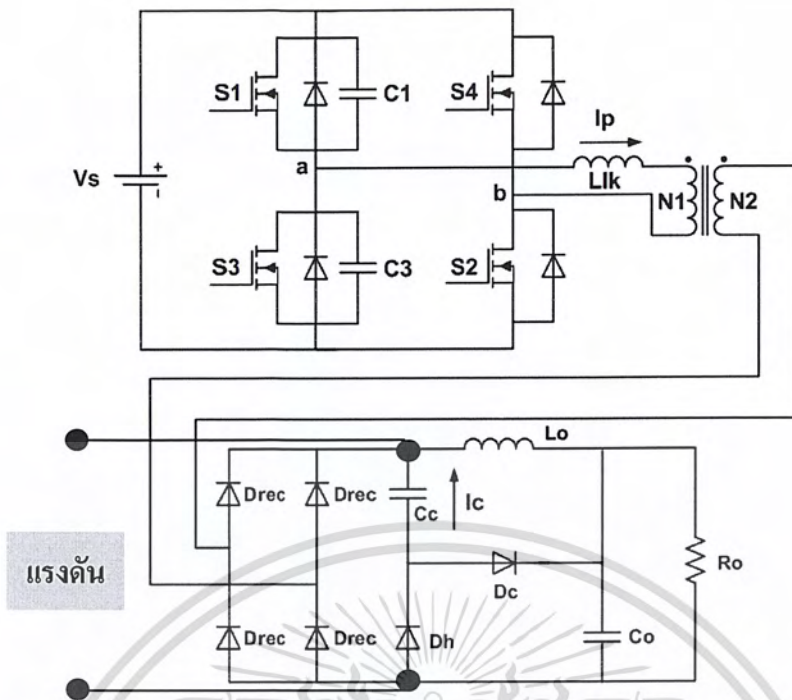 S1
C1
S4
Ip
Vs
+
-
a
Llk
b
N1
N2
S3
C3
S2
Lo
Drec
Drec
Cc
Ic
แรงดัน
Dc
Ro
Drec
Drec
Dh
Co